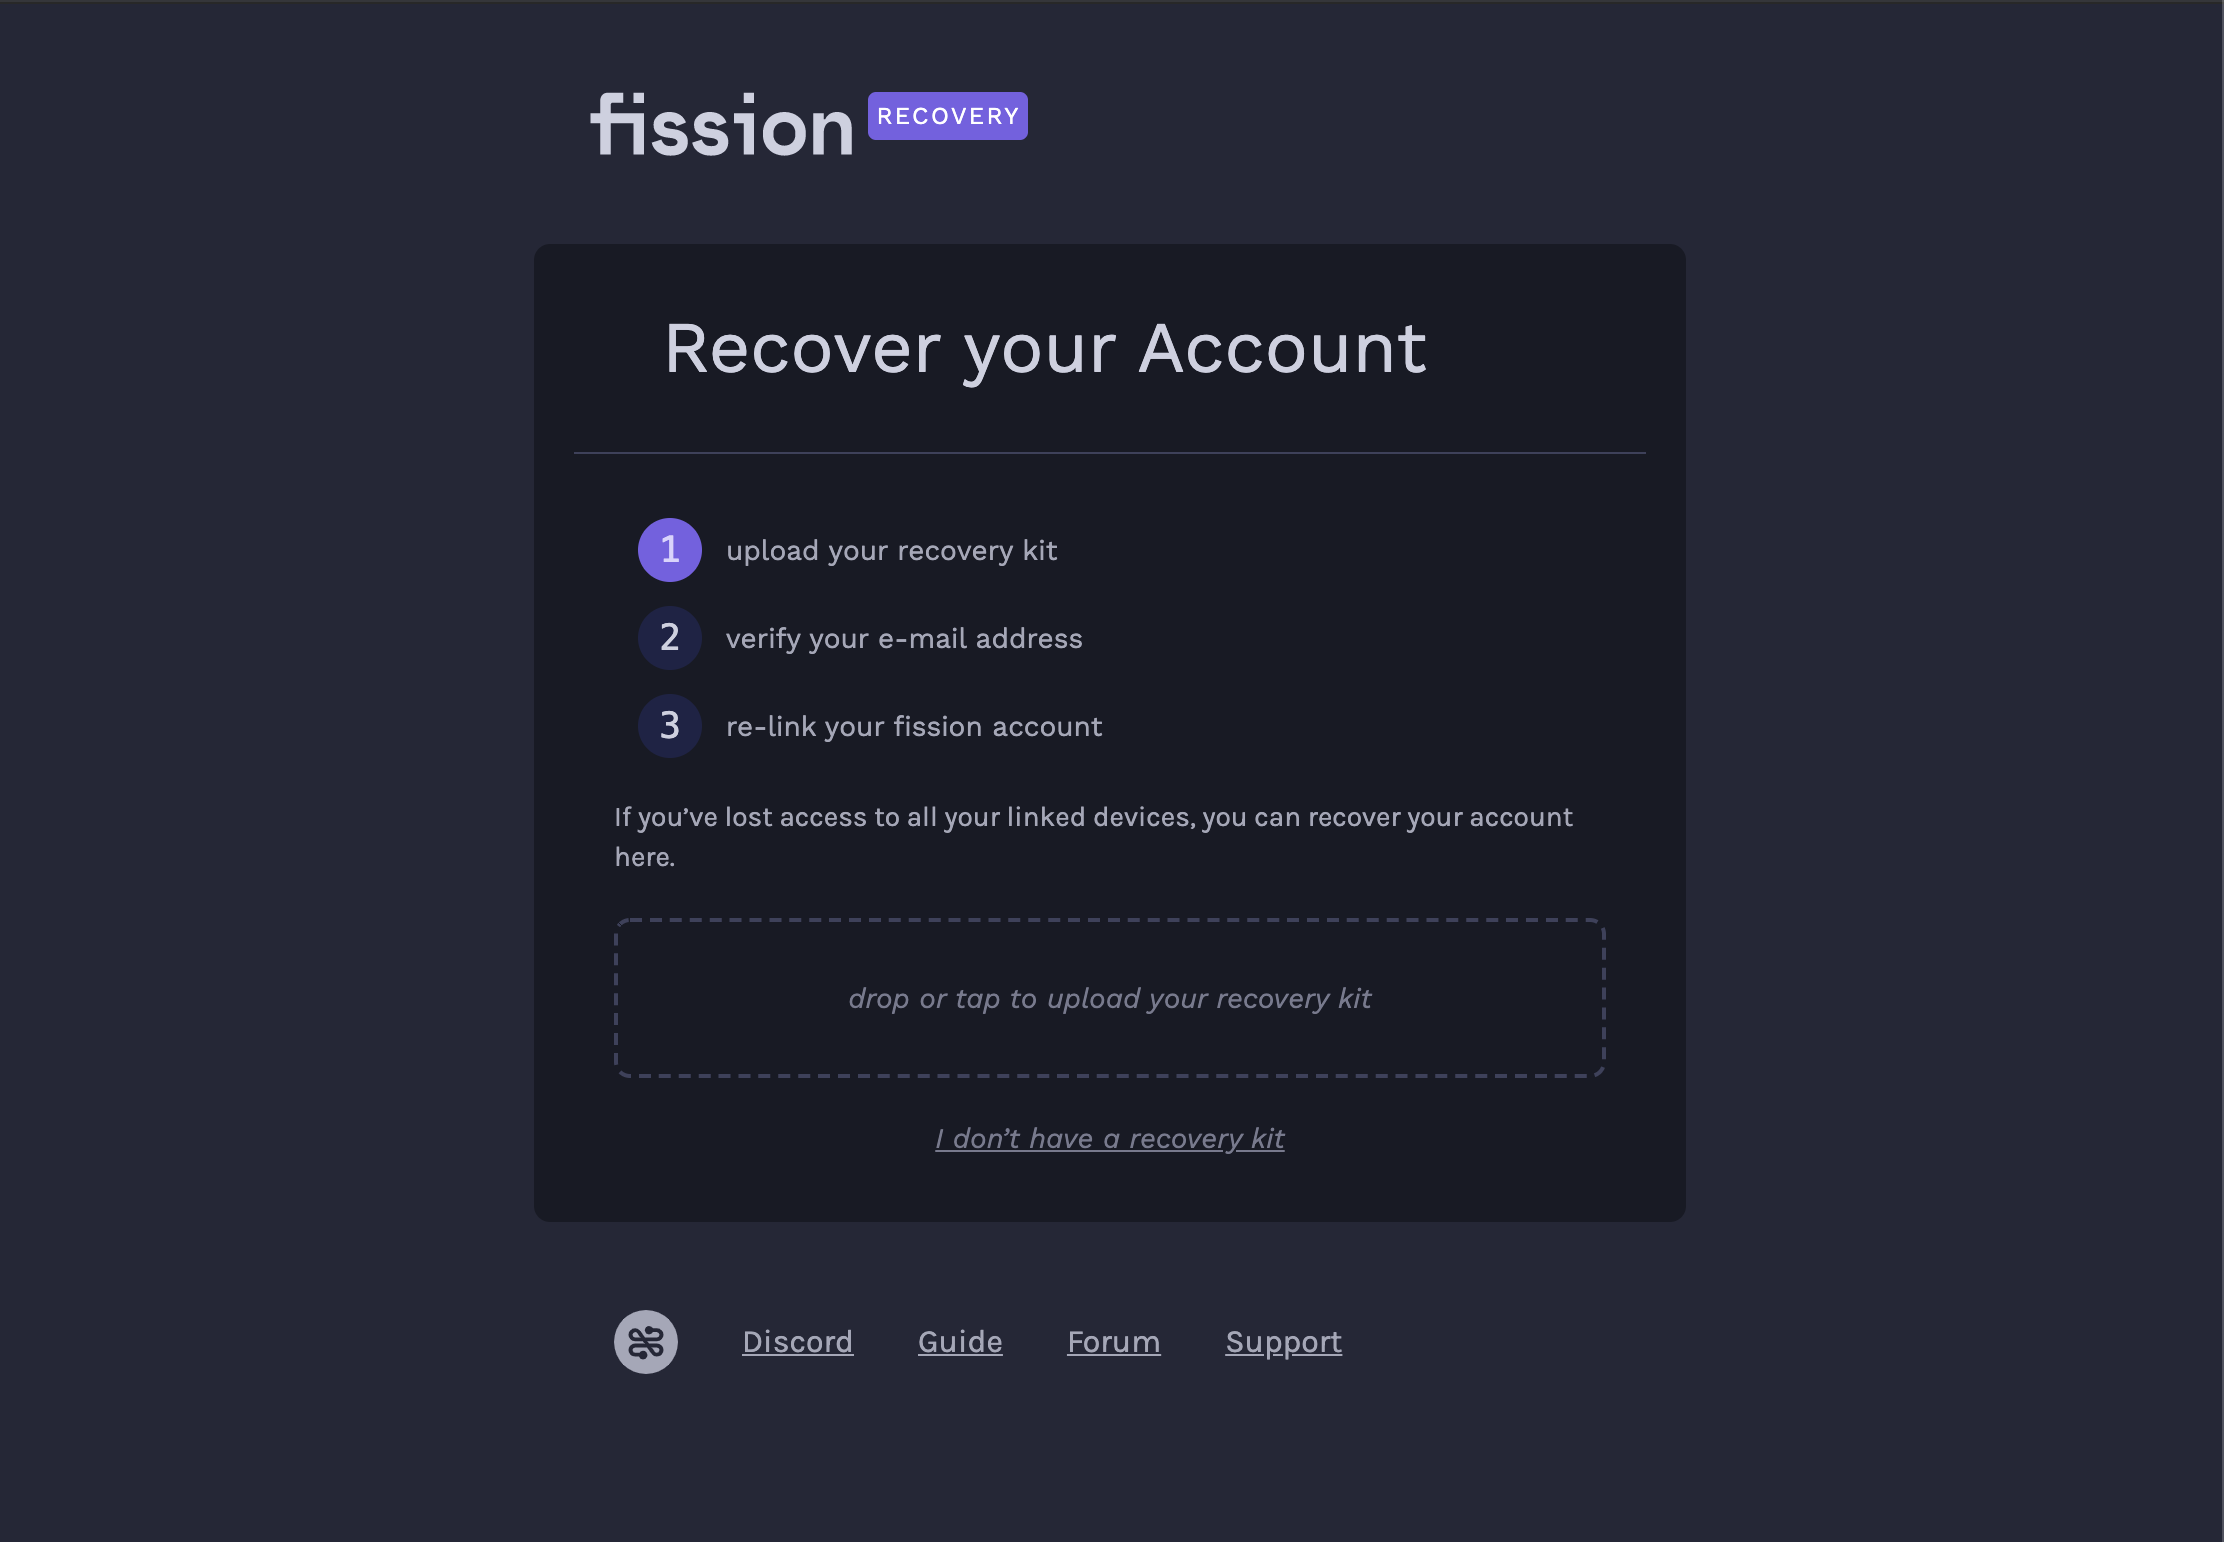 fission RECOVERY
Recover your Account
1 upload your recovery kit
2 verify your e-mail address
3 re-link your fission account
If you’ve lost access to all your linked devices, you can recover your account
here.
drop or tap to upload your recovery kit
I don’t have a recovery kit
Discord Guide Forum Support